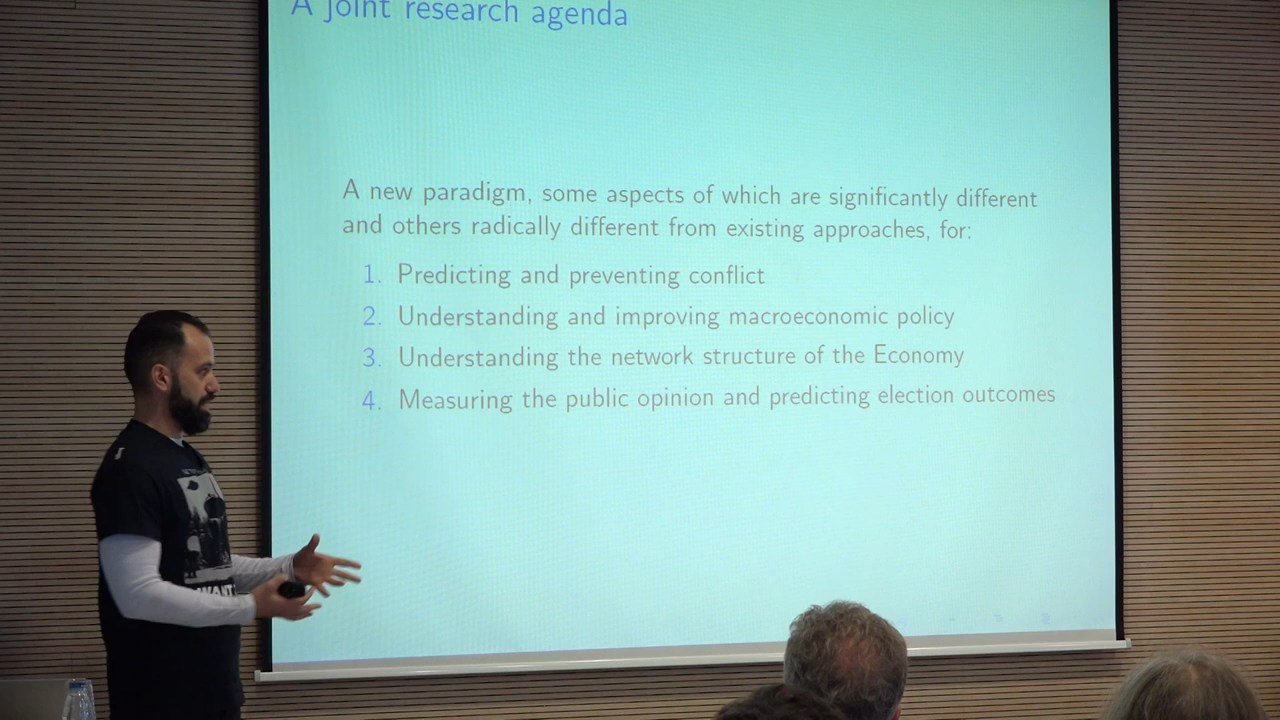 A joint research agenda
A new paradigm, some aspects of which are significantly different
and others radically different from existing approaches, for:
1. Predicting and preventing conflict
2. Understanding and improving macroeconomic policy
3. Understanding the network structure of the Economy
4. Measuring the public opinion and predicting election outcomes